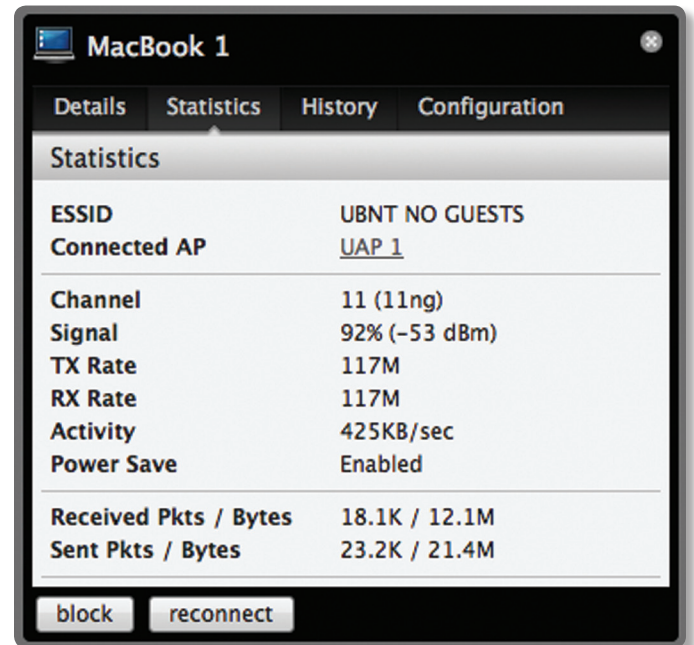 MacBook 1
Details Statistics History Configuration
Statistics
ESSID UBNT NO GUESTS
Connected AP UAP 1
Channel 11 (11ng)
Signal 92% (-53 dBm)
TX Rate 117M
RX Rate 117M
Activity 425KB/sec
Power Save Enabled
Received Pkts / Bytes 18.1K / 12.1M
Sent Pkts / Bytes 23.2K / 21.4M
block reconnect